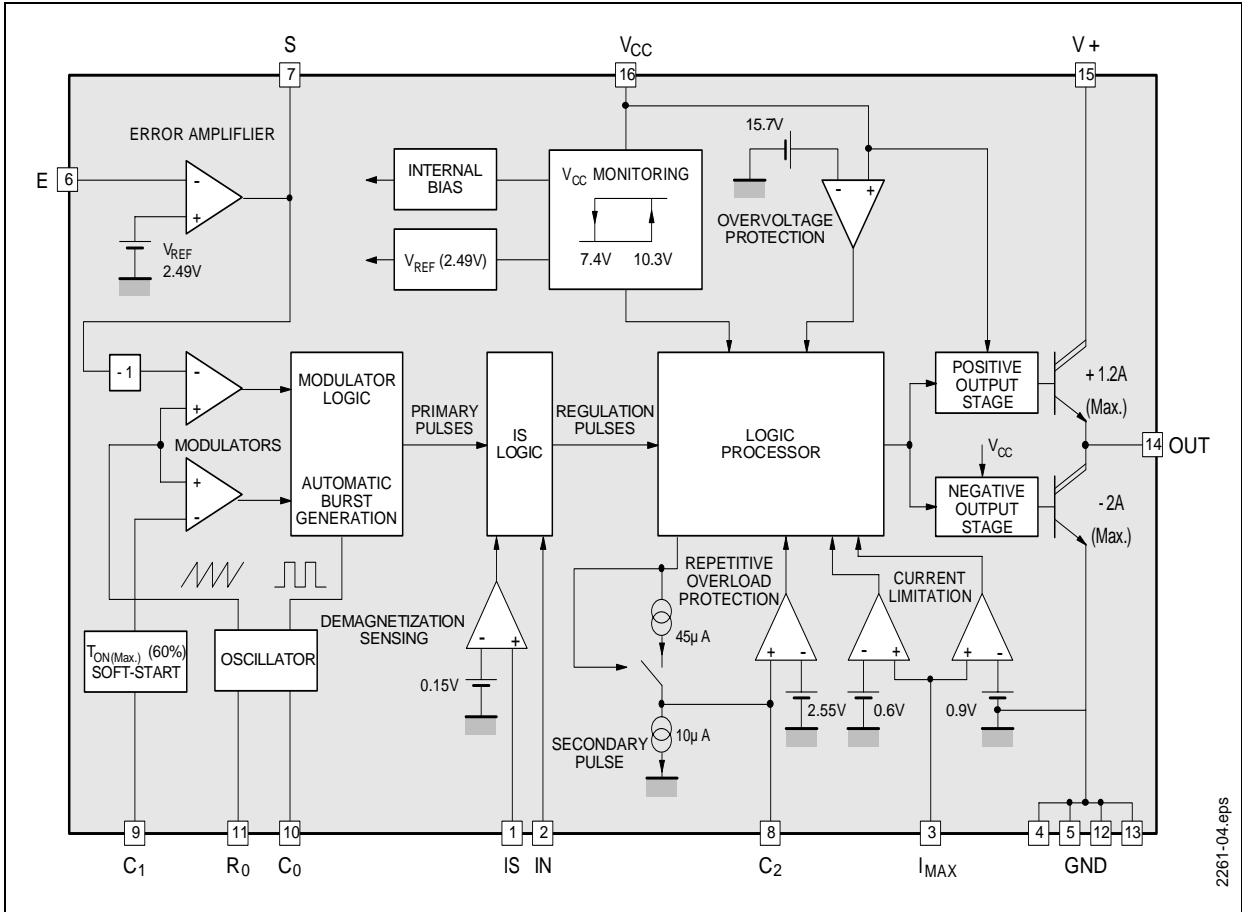 S
VCC
V +
7
16
15
ERROR AMPLIFLIER
15.7V
INTERNAL
BIAS
VCC MONITORING
E
6
-
+
-
+
OVERVOLTAGE
PROTECTION
VREF
2.49V
VREF (2.49V)
7.4V
10.3V
- 1
-
+
MODULATORS
+
-
MODULATOR
LOGIC
AUTOMATIC
BURST
GENERATION
PRIMARY
PULSES
IS
LOGIC
REGULATION
PULSES
LOGIC
PROCESSOR
POSITIVE
OUTPUT
STAGE
+ 1.2A
(Max.)
14
OUT
VCC
NEGATIVE
OUTPUT
STAGE
- 2A
(Max.)
TON(Max.) (60%)
SOFT-START
OSCILLATOR
DEMAGNETIZATION
SENSING
-
+
0.15V
REPETITIVE
OVERLOAD
PROTECTION
45µ A
+
-
2.55V
CURRENT
LIMITATION
-
+
0.6V
+
-
0.9V
SECONDARY
PULSE
10µ A
9
11
10
1
2
8
3
4
5
12
13
C1
R0
C0
IS
IN
C2
IMAX
GND
2261-04.eps